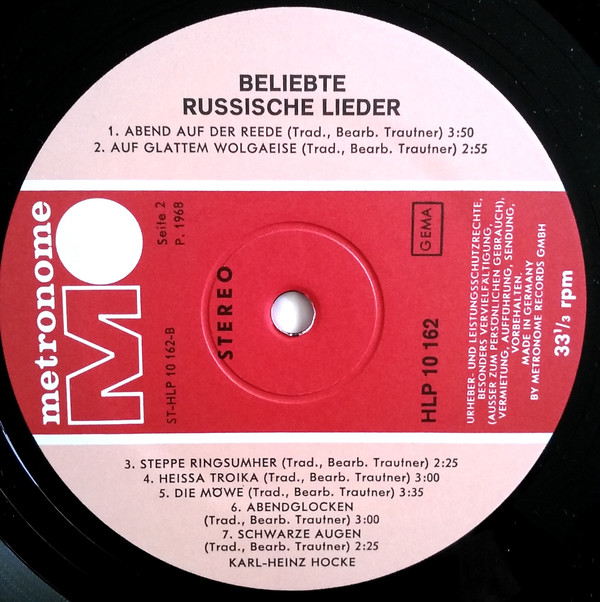 BELIEBTE
RUSSISCHE LIEDER
1. ABEND AUF DER REEDE (Trad., Bearb. Trautner) 3:50
2. AUF GLATTEM WOLGAEISE (Trad., Bearb. Trautner) 2:55
metronome
MO
Seite 2
P. 1968
ST-HLP 10 162-B
STEREO
GEMA
HLP 10 162
URHEBER- UND LEISTUNGSSCHUTZRECHTE,
BESONDERS VERVIELFÄLTIGUNG,
(AUSSER ZUM PERSÖNLICHEN GEBRAUCH),
VERMIETUNG, AUFFÜHRUNG, SENDUNG,
VORBEHALTEN.
MADE IN GERMANY
BY METRONOME RECORDS GMBH
33 1/3 rpm
3. STEPPE RINGSUMHER (Trad., Bearb. Trautner) 2:25
4. HEISSA TROIKA (Trad., Bearb. Trautner) 3:00
5. DIE MÖWE (Trad., Bearb. Trautner) 3:35
6. ABENDGLOCKEN
(Trad., Bearb. Trautner) 3:00
7. SCHWARZE AUGEN
(Trad., Bearb. Trautner) 2:25
KARL-HEINZ HOCKE